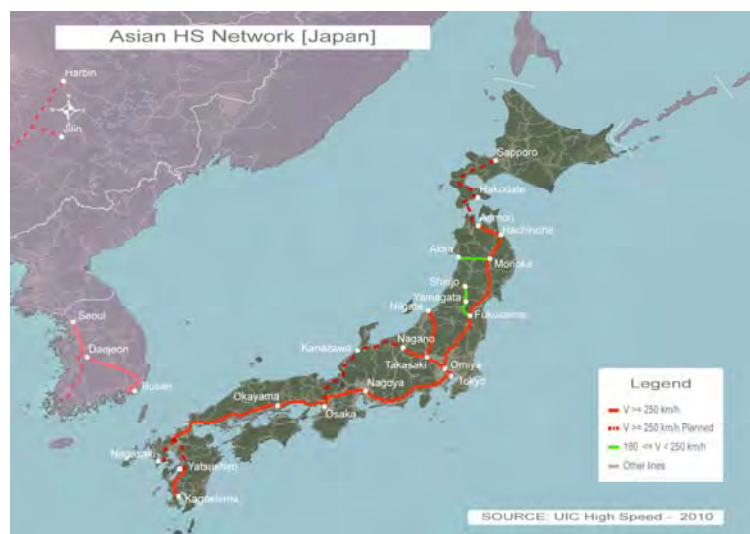 Asian HS Network [Japan]
Harbin
Jilin
Sapporo
Aomori
Hachinohe
Akita
Morioka
Shinjo
Yamagata
Niigata
Fukushima
Seoul
Daejeon
Busan
Kanazawa
Nagano
Takasaki
Omiya
Tokyo
Nagoya
Okayama
Osaka
Nagasaki
Yatsushiro
Kagoshima
Legend
V >= 250 km/h
V >= 250 km/h Planned
180 <= V < 250 km/h
Other lines
SOURCE: UIC High Speed - 2010